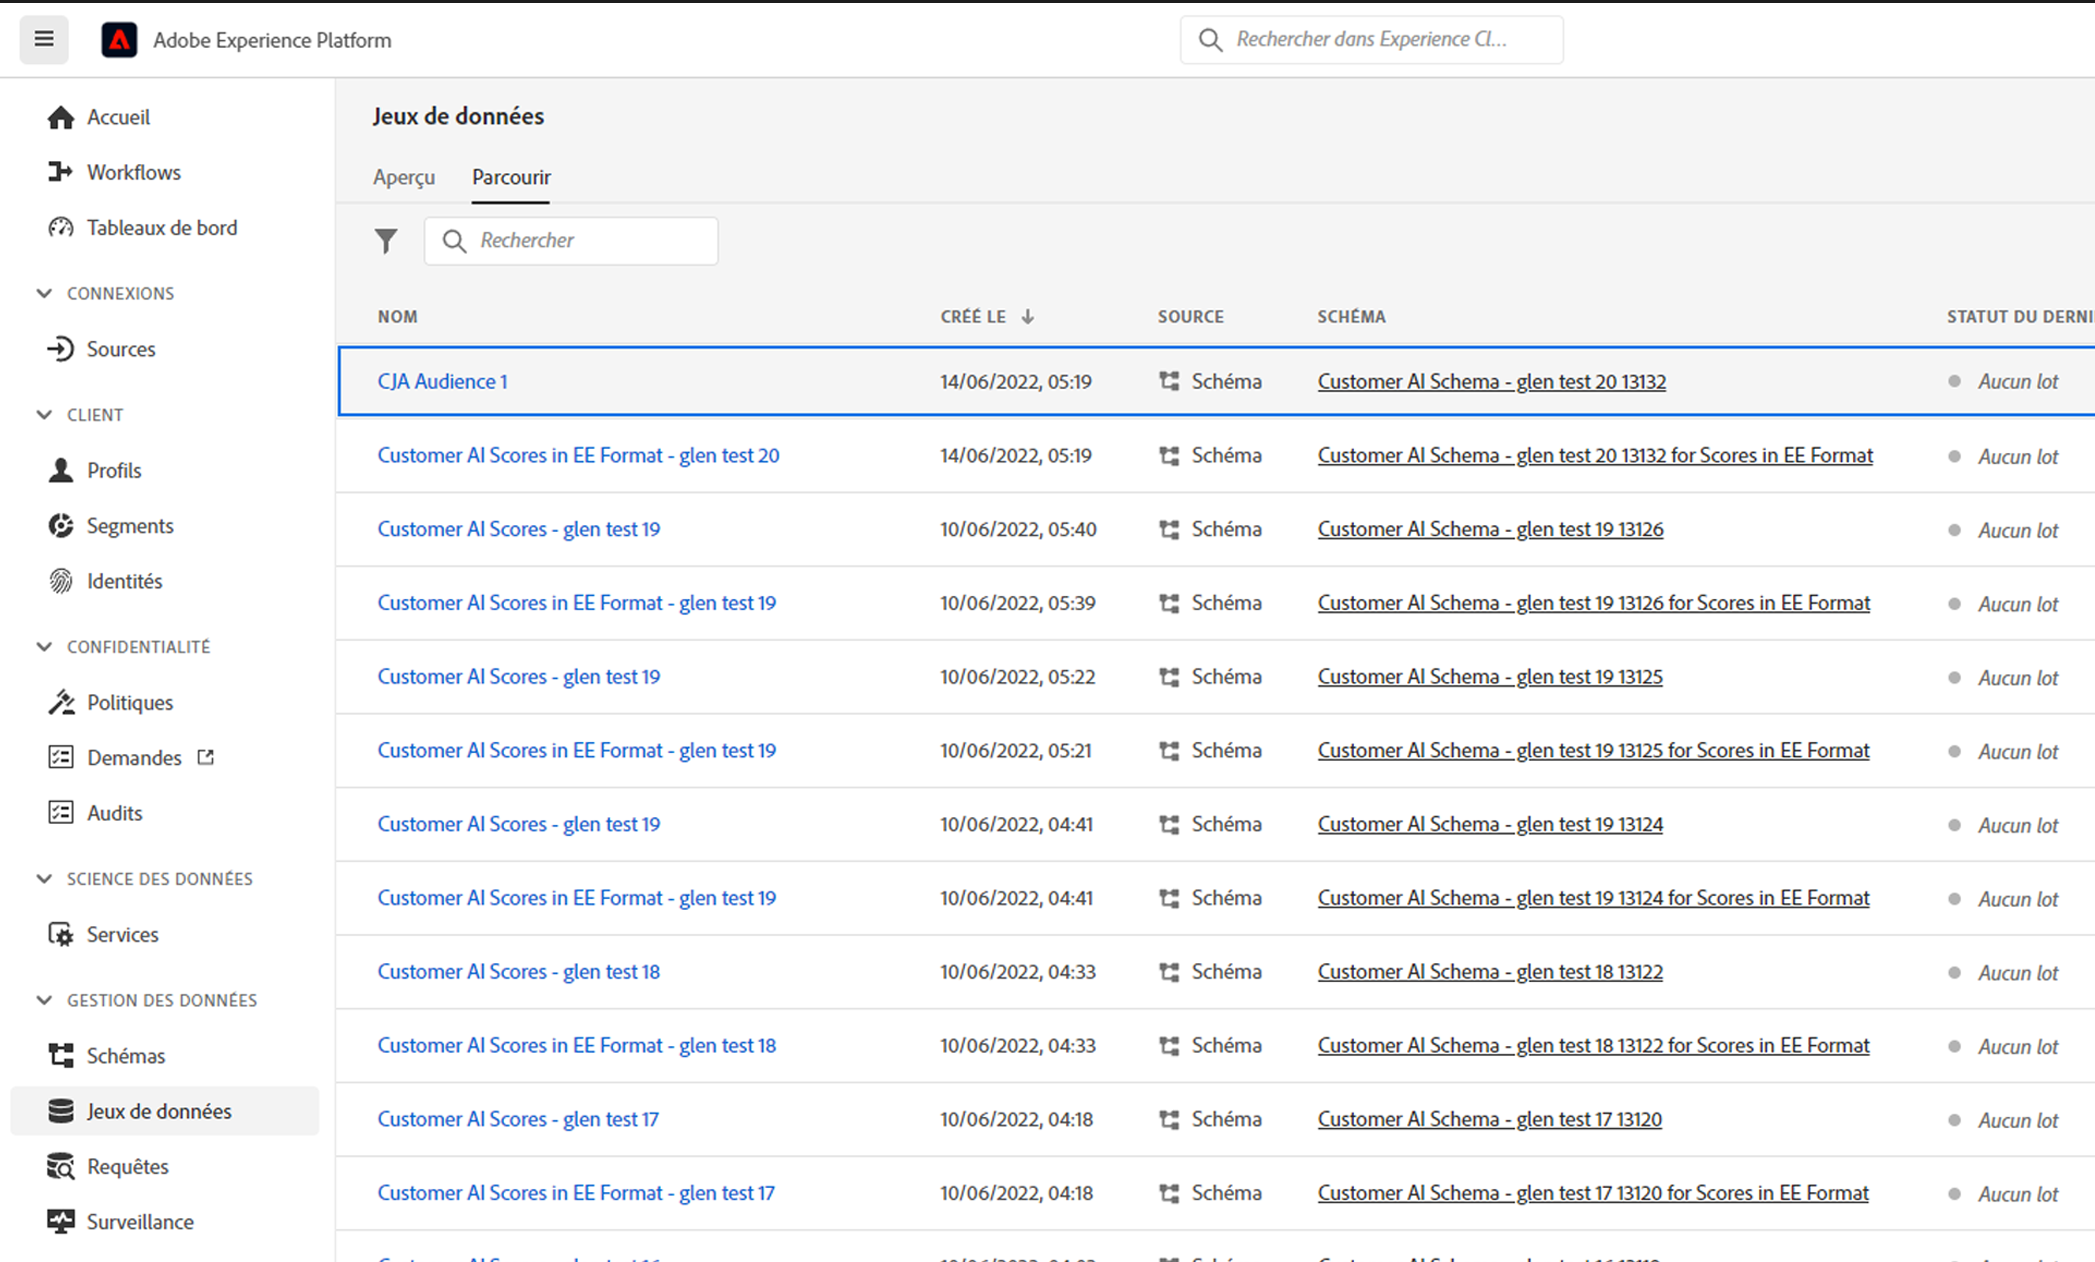 Adobe Experience Platform
Rechercher dans Experience Cl...
Accueil
Workflows
Tableaux de bord
CONNEXIONS
Sources
CLIENT
Profils
Segments
Identités
CONFIDENTIALITÉ
Politiques
Demandes
Audits
SCIENCE DES DONNÉES
Services
GESTION DES DONNÉES
Schémas
Jeux de données
Requêtes
Surveillance
Jeux de données
Aperçu Parcourir
Rechercher
NOM CRÉÉ LE SOURCE SCHÉMA STATUT DU DERNI
CJA Audience 1 14/06/2022, 05:19 Schéma Customer AI Schema - glen test 20 13132 Aucun lot
Customer AI Scores in EE Format - glen test 20 14/06/2022, 05:19 Schéma Customer AI Schema - glen test 20 13132 for Scores in EE Format Aucun lot
Customer AI Scores - glen test 19 10/06/2022, 05:40 Schéma Customer AI Schema - glen test 19 13126 Aucun lot
Customer AI Scores in EE Format - glen test 19 10/06/2022, 05:39 Schéma Customer AI Schema - glen test 19 13126 for Scores in EE Format Aucun lot
Customer AI Scores - glen test 19 10/06/2022, 05:22 Schéma Customer AI Schema - glen test 19 13125 Aucun lot
Customer AI Scores in EE Format - glen test 19 10/06/2022, 05:21 Schéma Customer AI Schema - glen test 19 13125 for Scores in EE Format Aucun lot
Customer AI Scores - glen test 19 10/06/2022, 04:41 Schéma Customer AI Schema - glen test 19 13124 Aucun lot
Customer AI Scores in EE Format - glen test 19 10/06/2022, 04:41 Schéma Customer AI Schema - glen test 19 13124 for Scores in EE Format Aucun lot
Customer AI Scores - glen test 18 10/06/2022, 04:33 Schéma Customer AI Schema - glen test 18 13122 Aucun lot
Customer AI Scores in EE Format - glen test 18 10/06/2022, 04:33 Schéma Customer AI Schema - glen test 18 13122 for Scores in EE Format Aucun lot
Customer AI Scores - glen test 17 10/06/2022, 04:18 Schéma Customer AI Schema - glen test 17 13120 Aucun lot
Customer AI Scores in EE Format - glen test 17 10/06/2022, 04:18 Schéma Customer AI Schema - glen test 17 13120 for Scores in EE Format Aucun lot